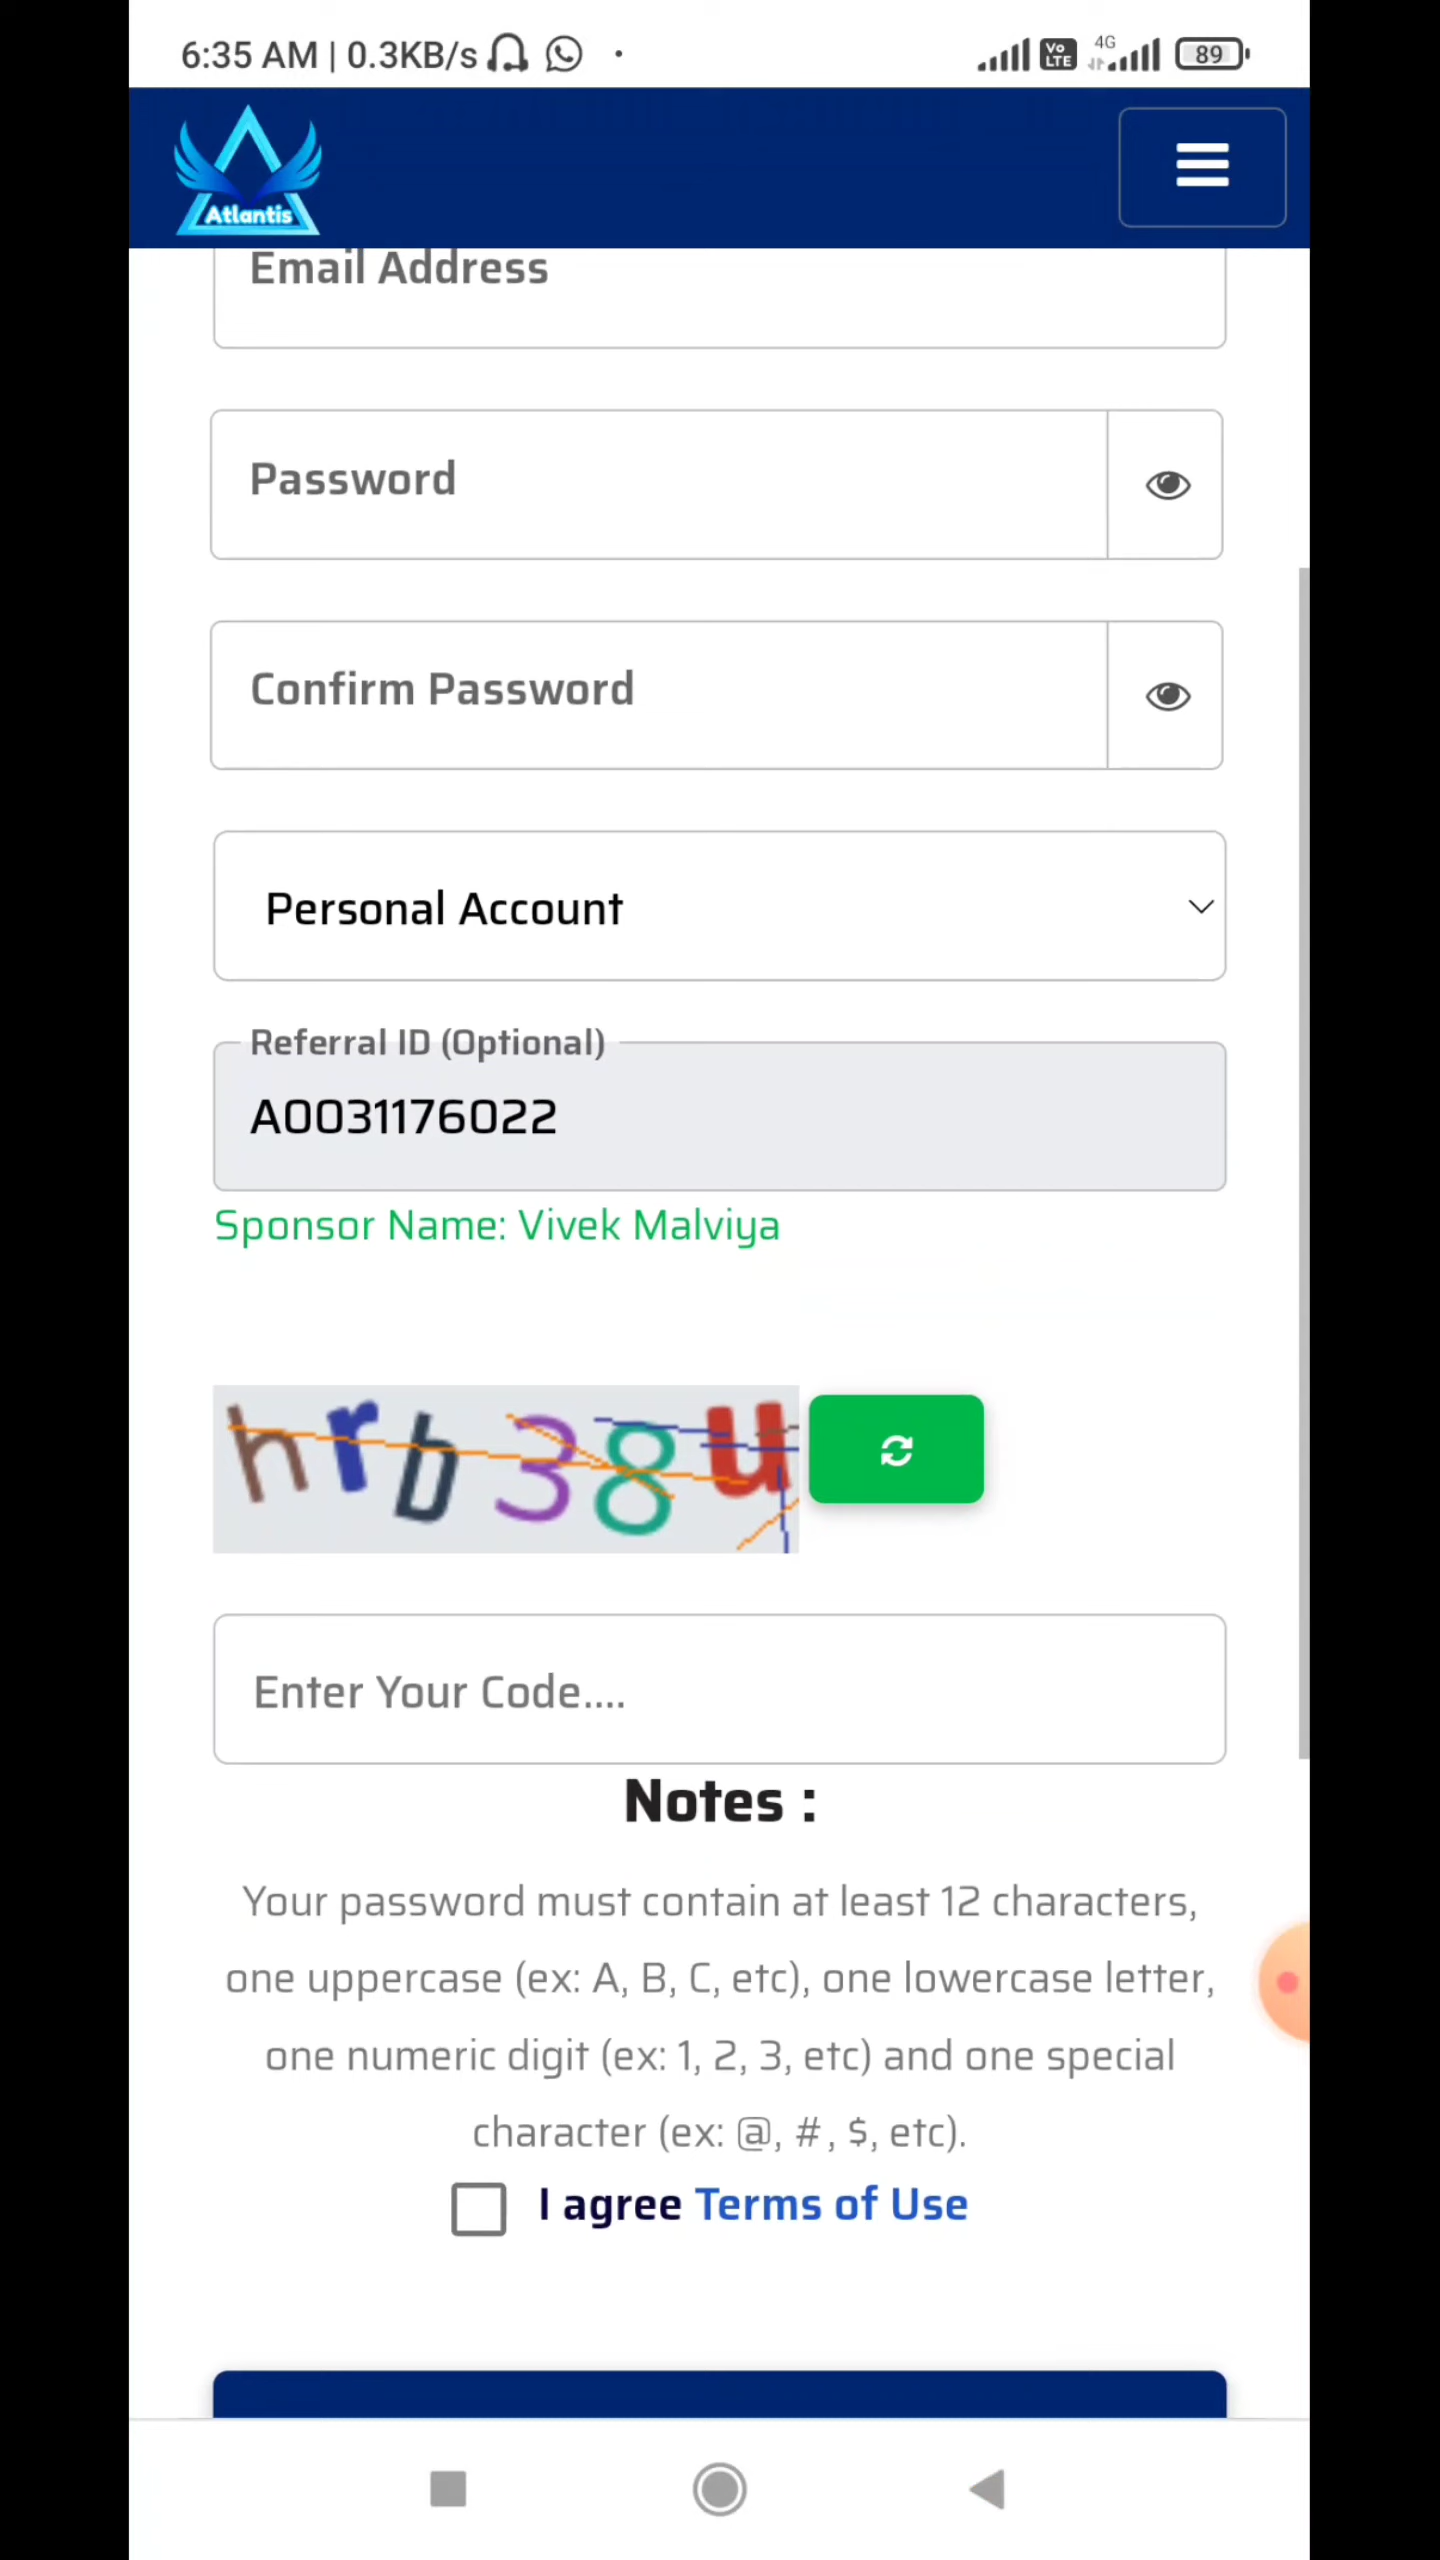 6:35 AM | 0.3KB/s
Vo LTE 4G 89
Atlantis
Email Address
Password
Confirm Password
Personal Account
Referral ID (Optional)
A0031176022
Sponsor Name: Vivek Malviya
hrb38u
Enter Your Code....
Notes :
Your password must contain at least 12 characters,
one uppercase (ex: A, B, C, etc), one lowercase letter,
one numeric digit (ex: 1, 2, 3, etc) and one special
character (ex: @, #, $, etc).
I agree Terms of Use